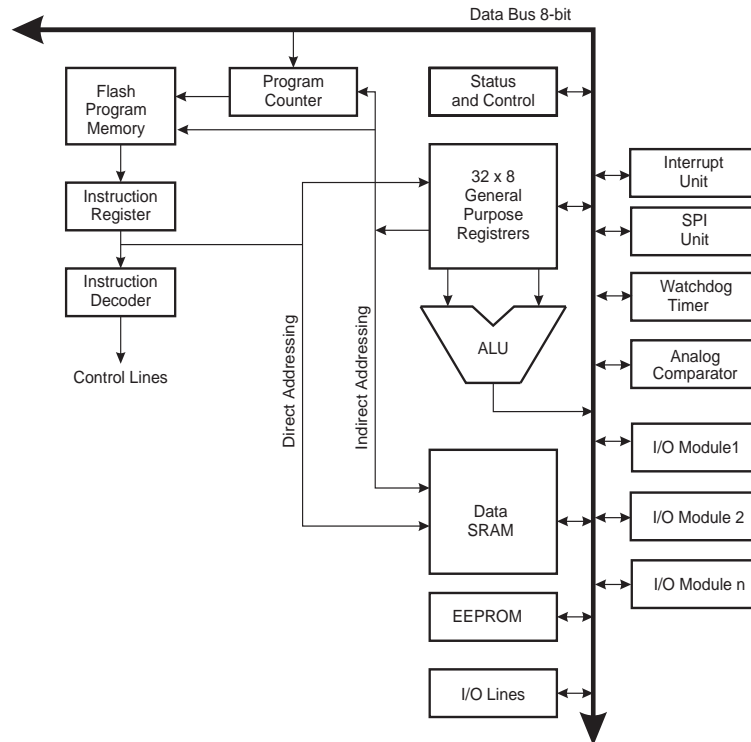 Data Bus 8-bit
Flash
Program
Memory
Program
Counter
Status
and Control
Interrupt
Unit
32 x 8
General
Purpose
Registrers
Instruction
Register
SPI
Unit
Instruction
Decoder
Watchdog
Timer
Direct Addressing
Indirect Addressing
ALU
Analog
Comparator
Control Lines
I/O Module1
Data
SRAM
I/O Module 2
I/O Module n
EEPROM
I/O Lines